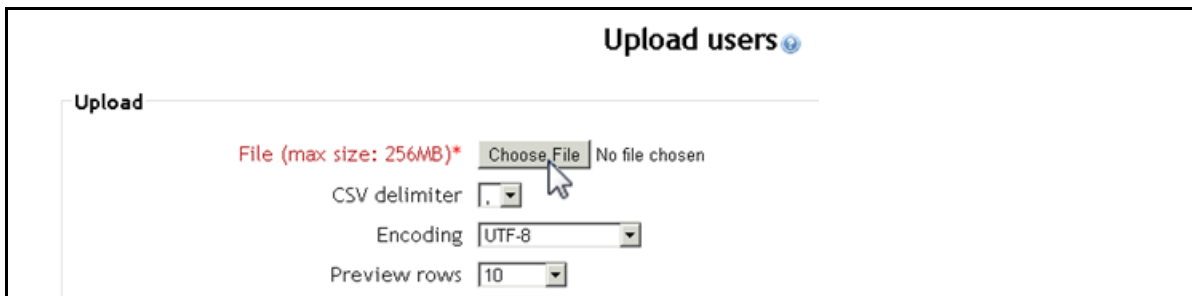 Upload users
Upload
File (max size: 256MB)* Choose File No file chosen
CSV delimiter ,
Encoding UTF-8
Preview rows 10